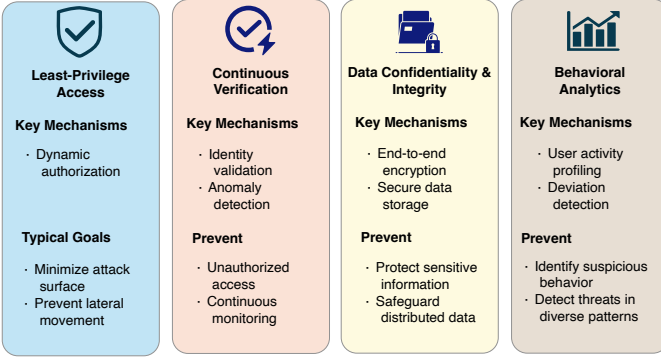 Least-Privilege
Access
Key Mechanisms
· Dynamic
authorization
Typical Goals
· Minimize attack
surface
· Prevent lateral
movement
Continuous
Verification
Key Mechanisms
· Identity
validation
· Anomaly
detection
Prevent
· Unauthorized
access
· Continuous
monitoring
Data Confidentiality &
Integrity
Key Mechanisms
· End-to-end
encryption
· Secure data
storage
Prevent
· Protect sensitive
information
· Safeguard
distributed data
Behavioral
Analytics
Key Mechanisms
· User activity
profiling
· Deviation
detection
Prevent
· Identify suspicious
behavior
· Detect threats in
diverse patterns